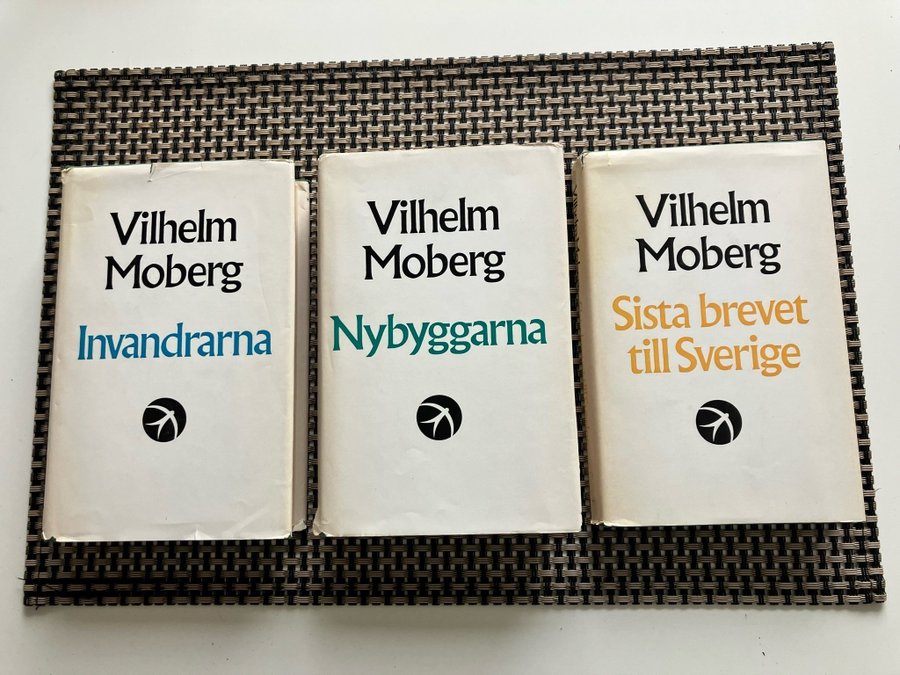 Vilhelm
Moberg
Invandrarna
Vilhelm
Moberg
Nybyggarna
Vilhelm
Moberg
Sista brevet
till Sverige